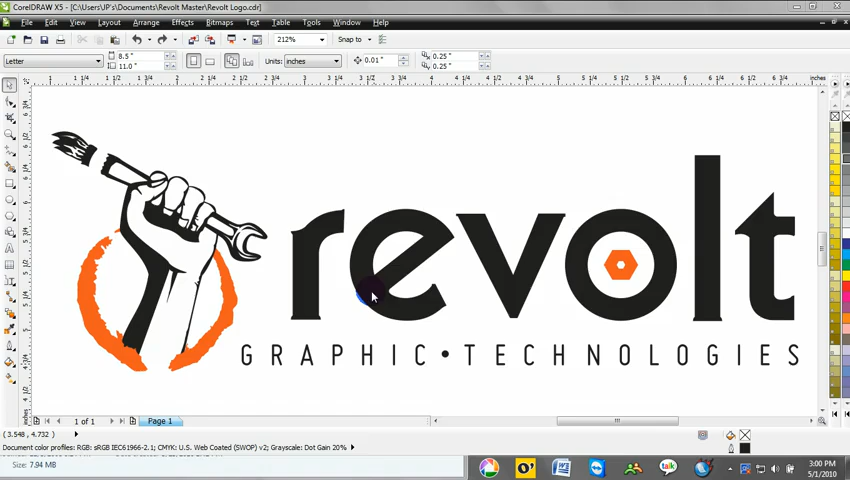 CorelDRAW X5 - [C:\Users\UP's\Documents\Revolt Master\Revolt Logo.cdr]
File Edit View Layout Arrange Effects Bitmaps Text Table Tools Window Help
212% Snap to
Letter 8.5 " 11.0 " Units: inches 0.01 " 0.25 " 0.25 "
inches
revolt
GRAPHIC•TECHNOLOGIES
1 of 1 Page 1
(3.548 , 4.732)
Document color profiles: RGB: sRGB IEC61966-2.1; CMYK: U.S. Web Coated (SWOP) v2; Grayscale: Dot Gain 20%
Size: 7.94 MB
talk
3:00 PM
5/1/2010